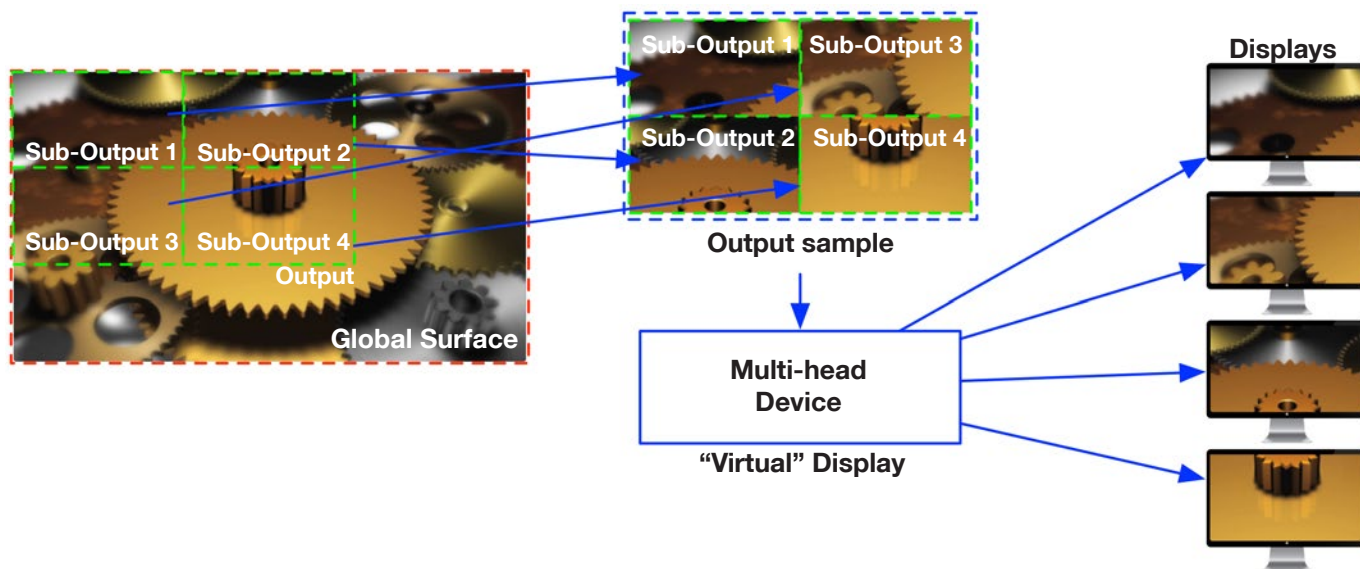 Sub-Output 1
Sub-Output 2
Sub-Output 3
Sub-Output 4
Output
Global Surface
Sub-Output 1
Sub-Output 3
Sub-Output 2
Sub-Output 4
Output sample
Multi-head
Device
“Virtual” Display
Displays